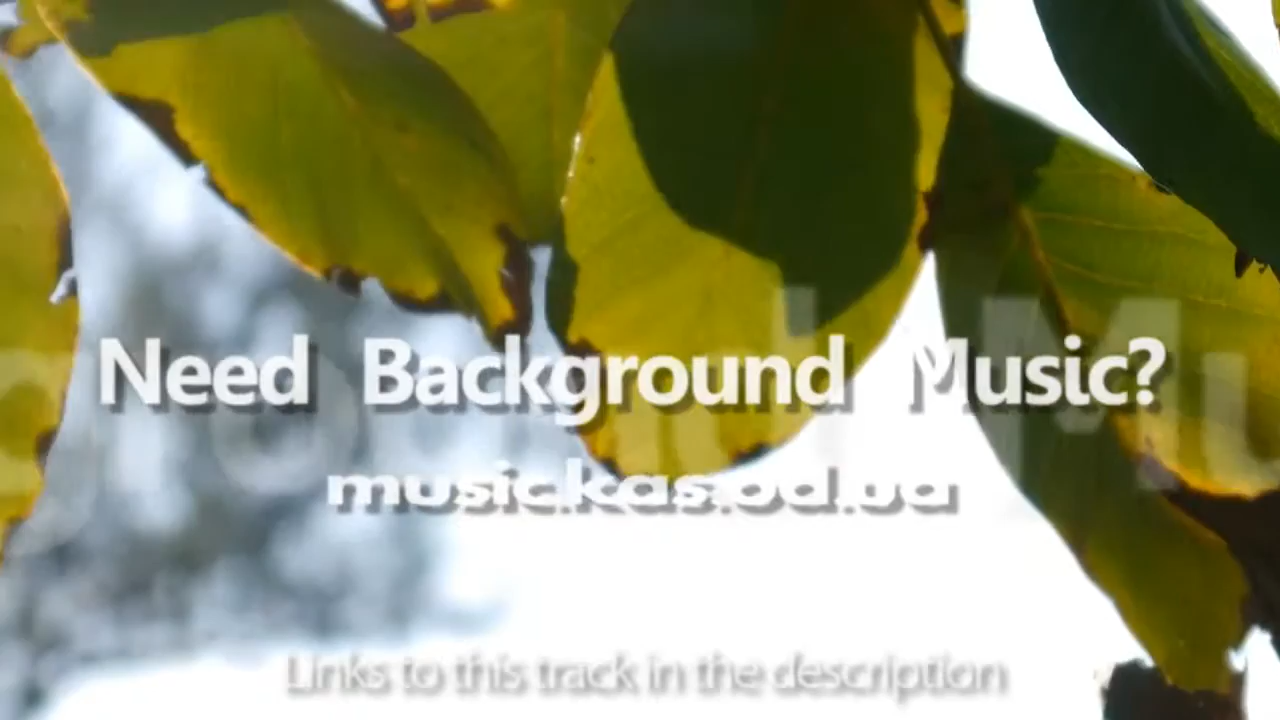 Need Background Music?
music.kas.od.ua
Links to this track in the description